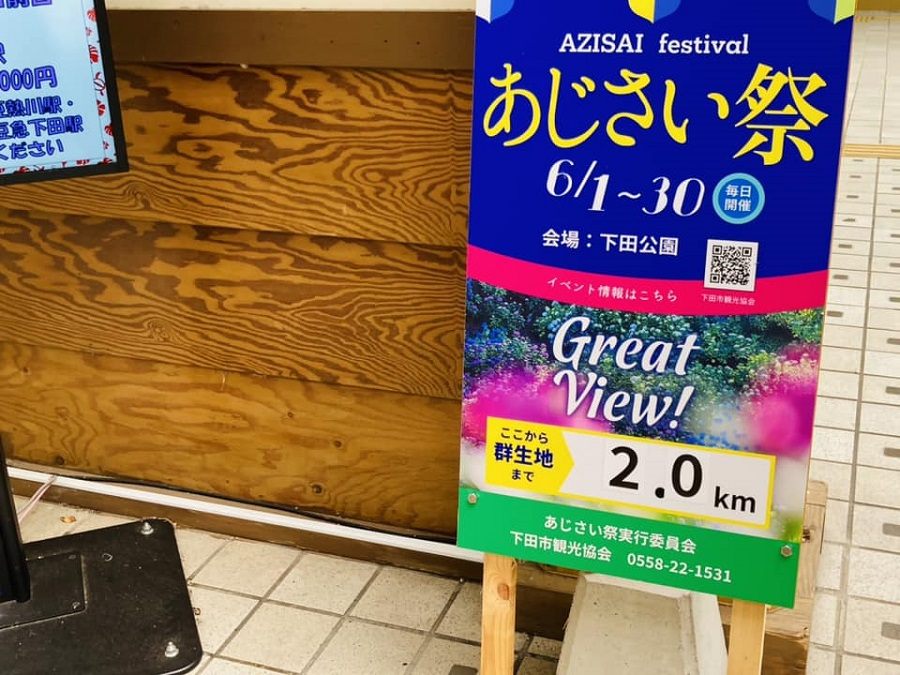 000円
熱川駅・
豆急下田駅
ください
AZISAI festival
あじさい祭
6/1~30
毎日
開催
会場：下田公園
イベント情報はこちら
下田市観光協会
Great
View!
ここから
群生地
まで
2.0 km
あじさい祭実行委員会
下田市観光協会 0558-22-1531